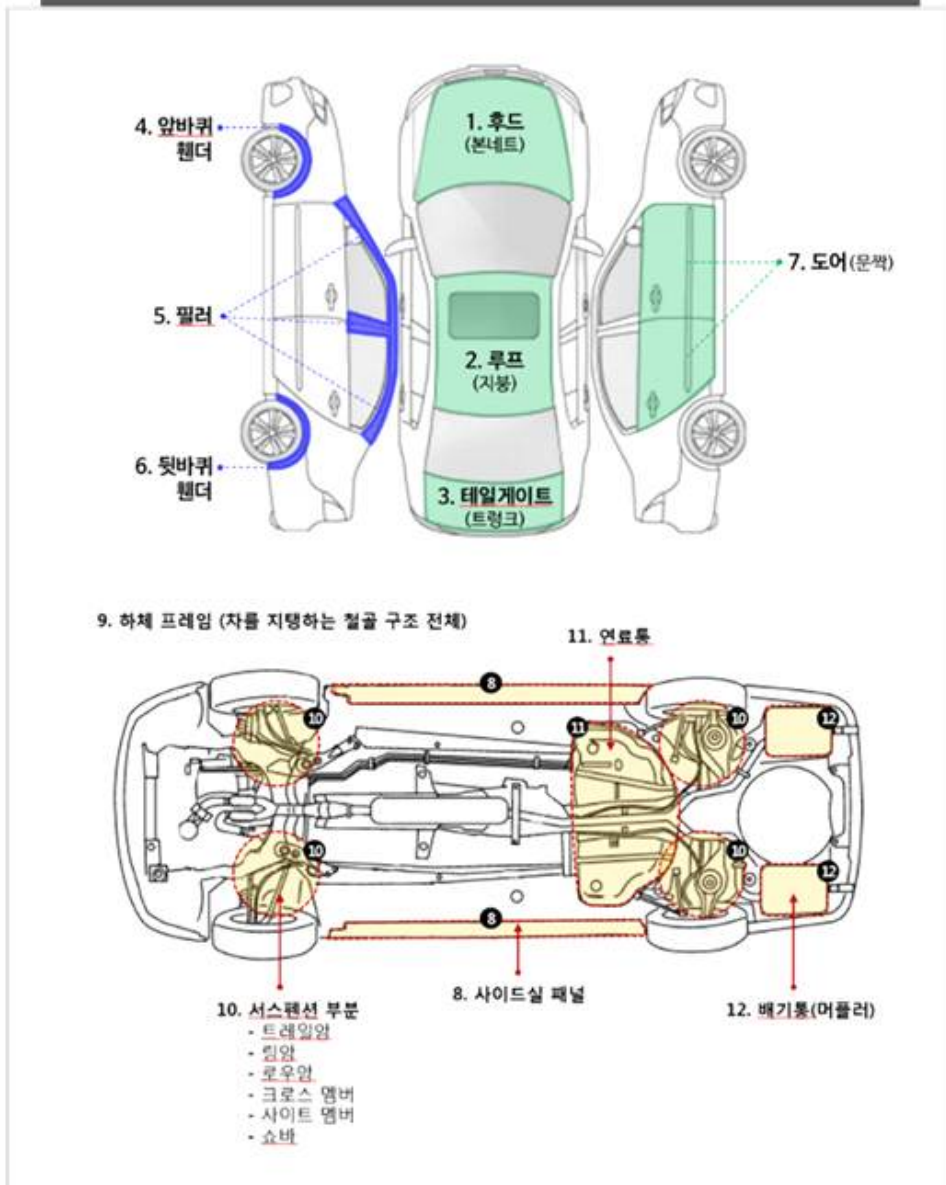 1. 후드
(본네트)
4. 앞바퀴
휀더
7. 도어(문짝)
5. 필러
2. 루프
(지붕)
6. 뒷바퀴
휀더
3. 테일게이트
(트렁크)
9. 하체 프레임 (차를 지탱하는 철골 구조 전체)
11. 연료통
8
10
11
10
12
10
10
12
8
10. 서스펜션 부분
- 트레일암
- 링암
- 로우암
- 크로스 멤버
- 사이트 멤버
- 쇼바
8. 사이드실 패널
12. 배기통(머플러)